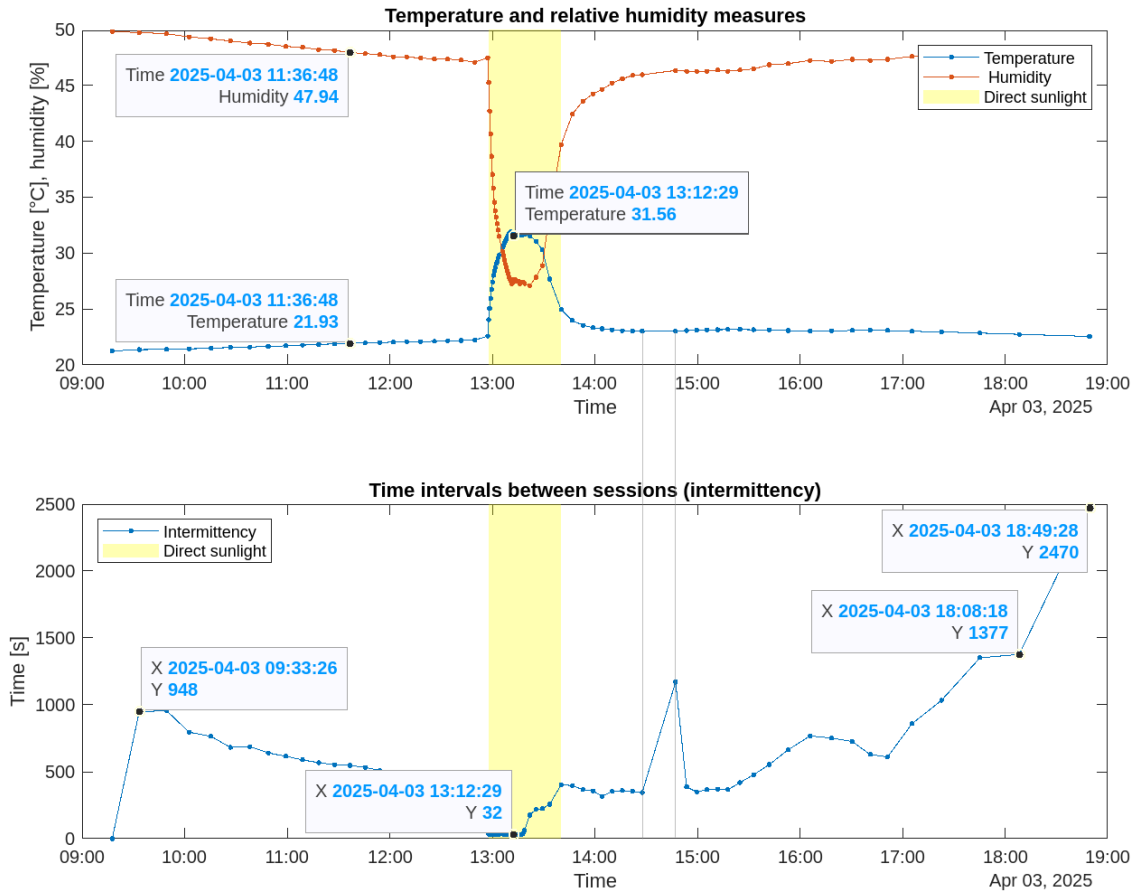 Temperature and relative humidity measures
Temperature [°C], humidity [%]
50
45
40
35
30
25
20
Time 2025-04-03 11:36:48
Humidity 47.94
Temperature
Humidity
Direct sunlight
Time 2025-04-03 13:12:29
Temperature 31.56
Time 2025-04-03 11:36:48
Temperature 21.93
09:00 10:00 11:00 12:00 13:00 14:00 15:00 16:00 17:00 18:00 19:00
Time
Apr 03, 2025
Time intervals between sessions (intermittency)
Time [s]
2500
2000
1500
1000
500
0
Intermittency
Direct sunlight
X 2025-04-03 18:49:28
Y 2470
X 2025-04-03 18:08:18
Y 1377
X 2025-04-03 09:33:26
Y 948
X 2025-04-03 13:12:29
Y 32
09:00 10:00 11:00 12:00 13:00 14:00 15:00 16:00 17:00 18:00 19:00
Time
Apr 03, 2025